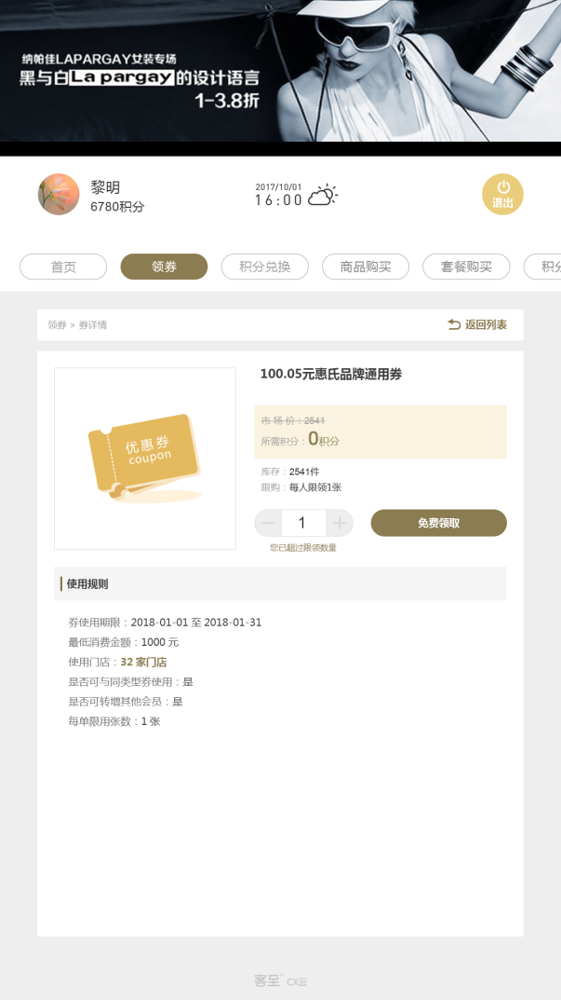 纳帕佳LAPARGAY女装专场
黑与白La pargay的设计语言
1-3.8折
黎明
6780积分
2017/10/01
16:00
退出
首页
领券
积分兑换
商品购买
套餐购买
积分
领券 > 券详情
返回列表
优惠券
coupon
100.05元惠氏品牌通用券
市 场 价：2541
所需积分：0积分
库存：2541件
限购：每人限领1张
1
免费领取
您已超过限领数量
使用规则
券使用期限：2018-01-01 至 2018-01-31
最低消费金额：1000 元
使用门店：32 家门店
是否可与同类型券使用：是
是否可转增其他会员：是
每单限用张数：1 张
客至 CX云